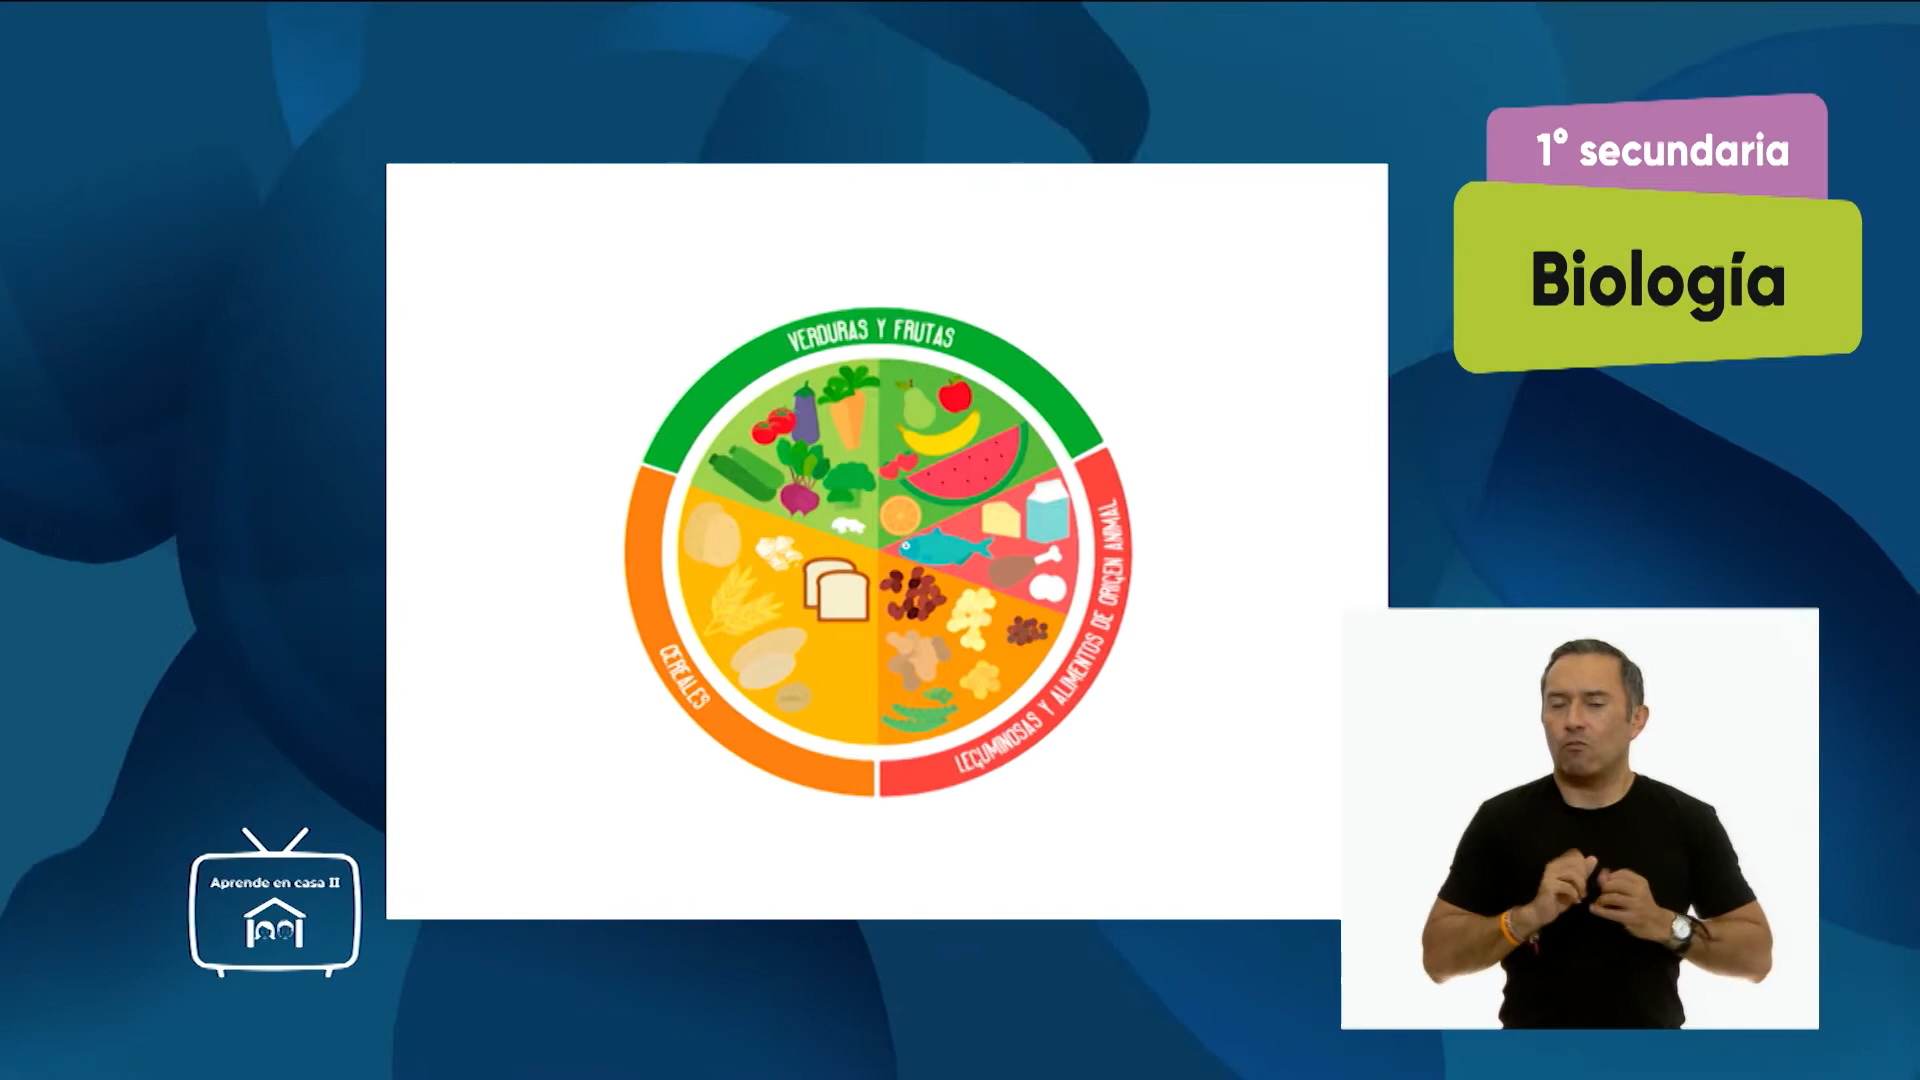 1° secundaria
Biología
VERDURAS Y FRUTAS
CEREALES
LEGUMINOSAS Y ALIMENTOS DE ORIGEN ANIMAL
Aprende en casa II